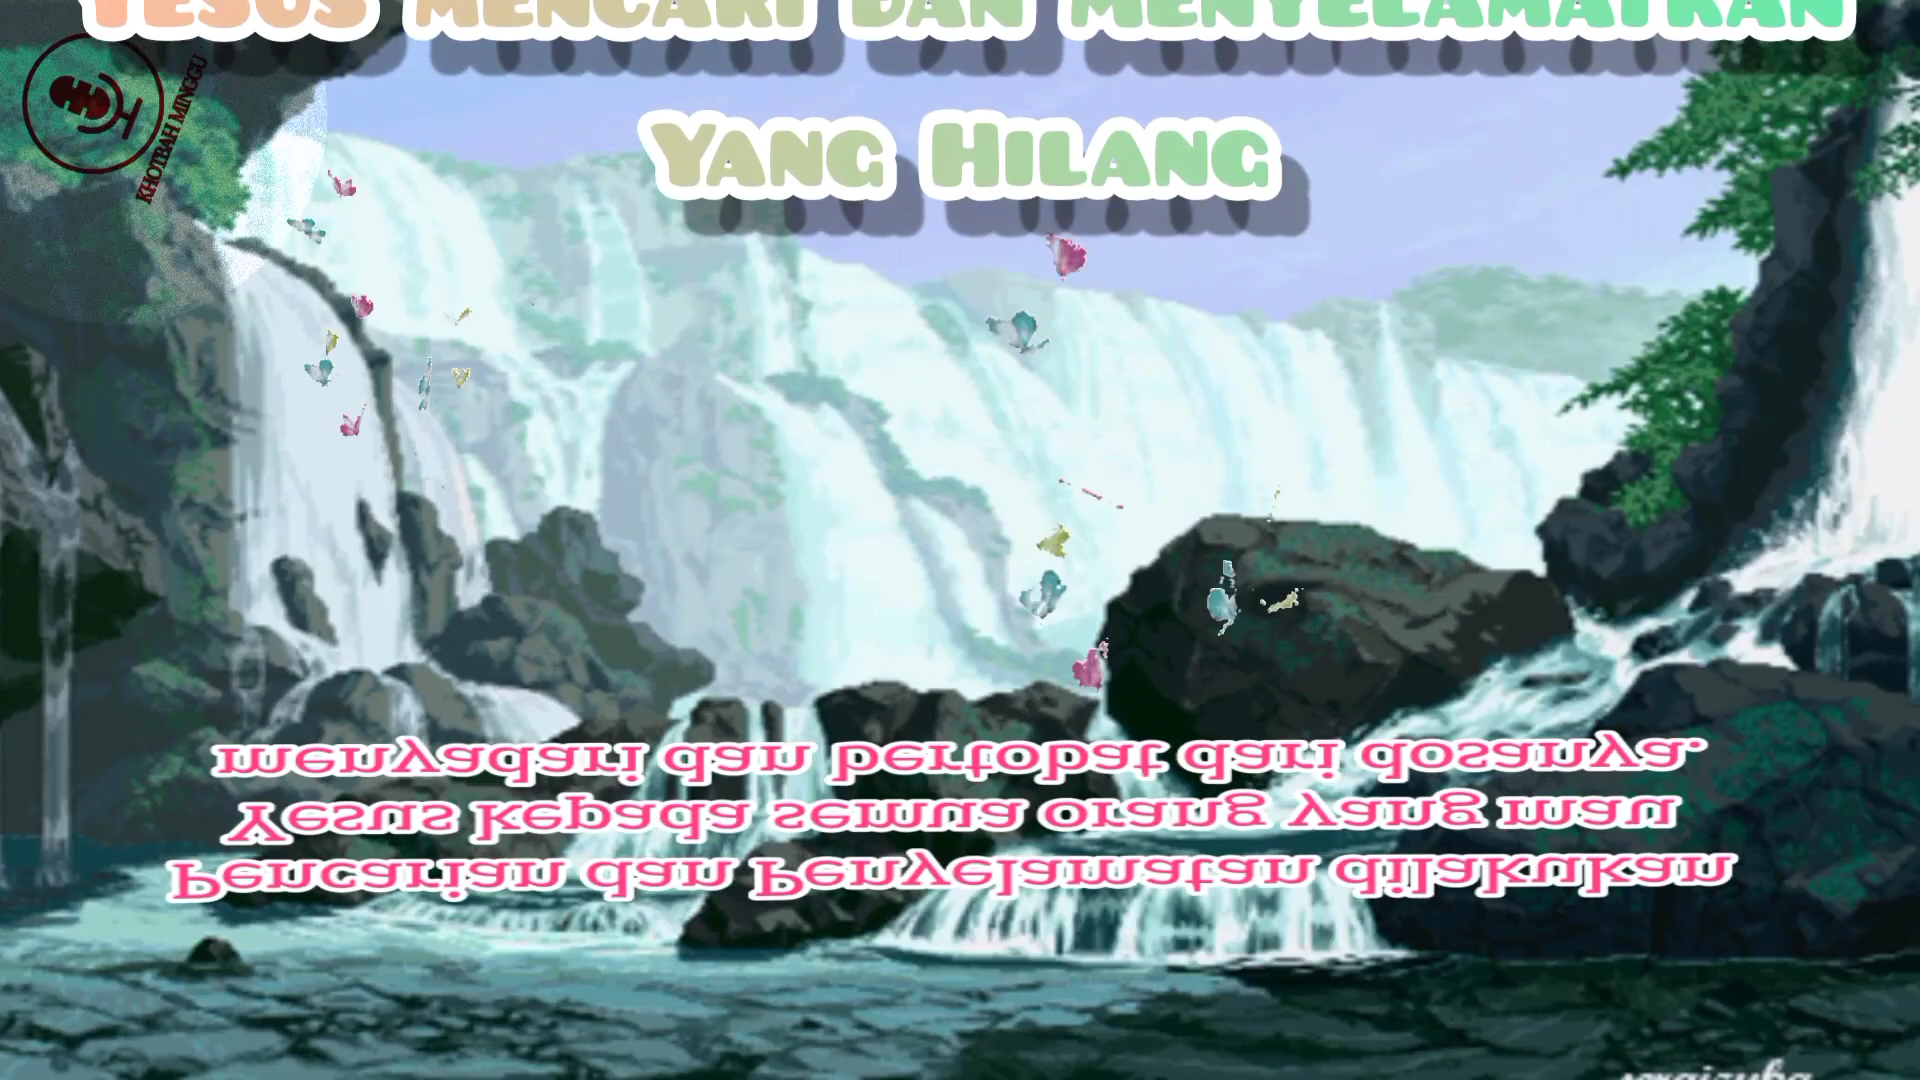 YESUS MENCARI DAN MENYELAMATKAN
YANG HILANG
KHOTBAH MINGGU
Pencarian dan Penyelamatan dilakukan
Yesus kepada semua orang yang mau
menyadari dan bertobat dari dosanya.